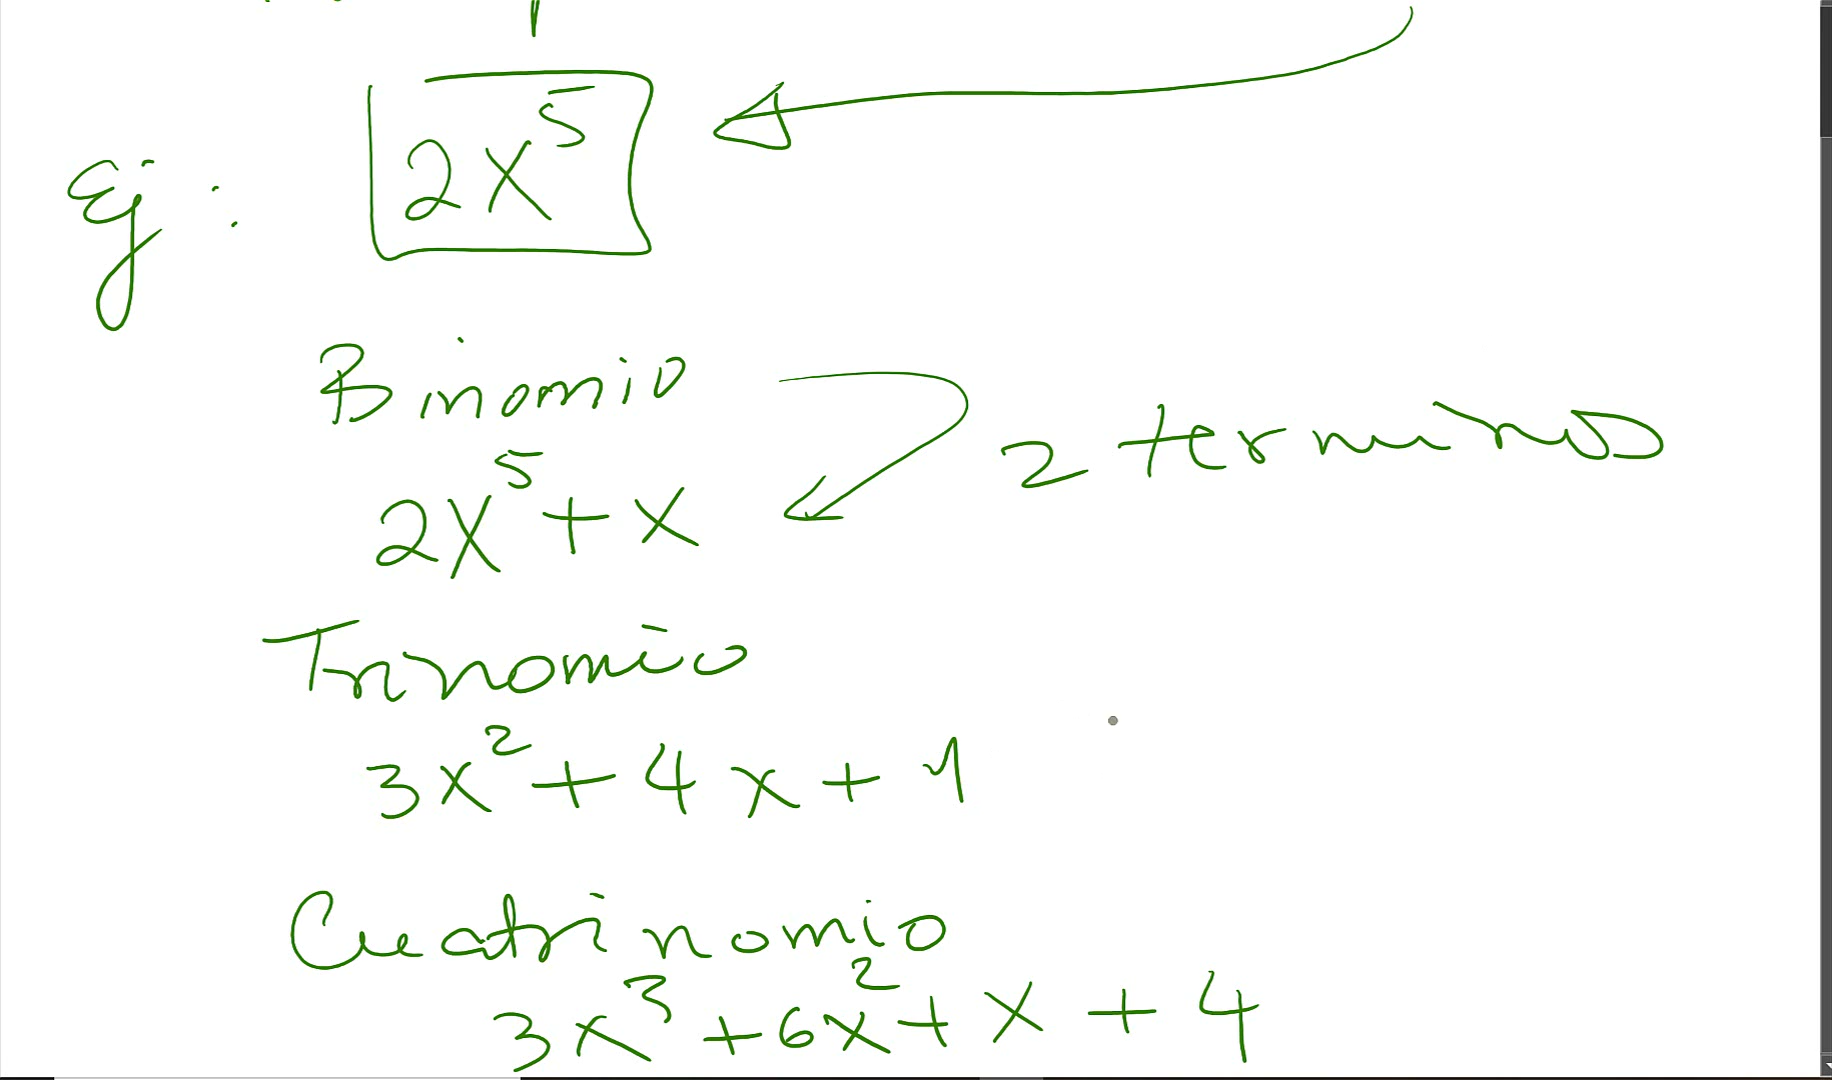 Ej : 2x⁵
Binomio
2 terminos
2x⁵ + x
Trinomio
3x² + 4x + 1
Cuatrinomio
3x³ + 6x² + x + 4